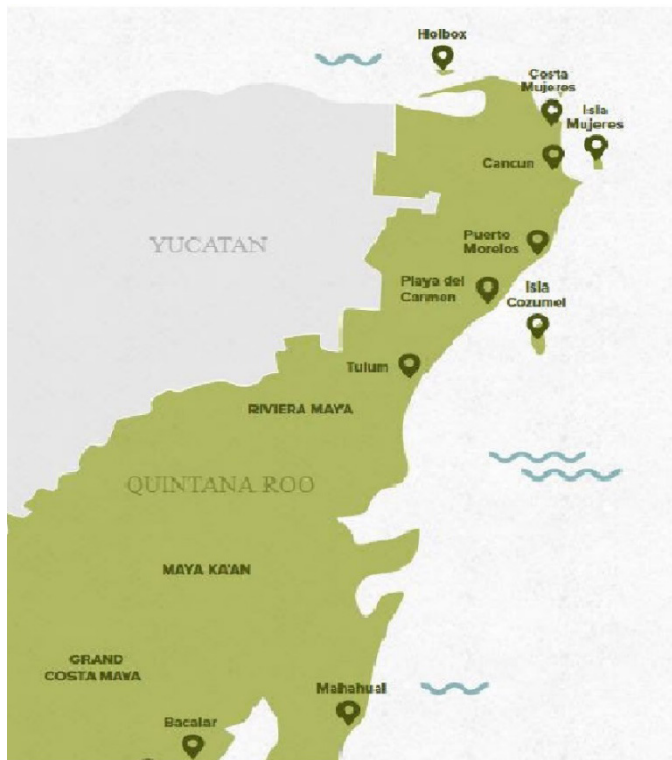 Holbox
Costa
Mujeres
Isla
Mujeres
Cancun
YUCATAN
Puerto
Morelos
Playa del
Carmen
Isla
Cozumel
Tulum
RIVIERA MAYA
QUINTANA ROO
MAYA KA'AN
GRAND
COSTA MAYA
Mahahual
Bacalar